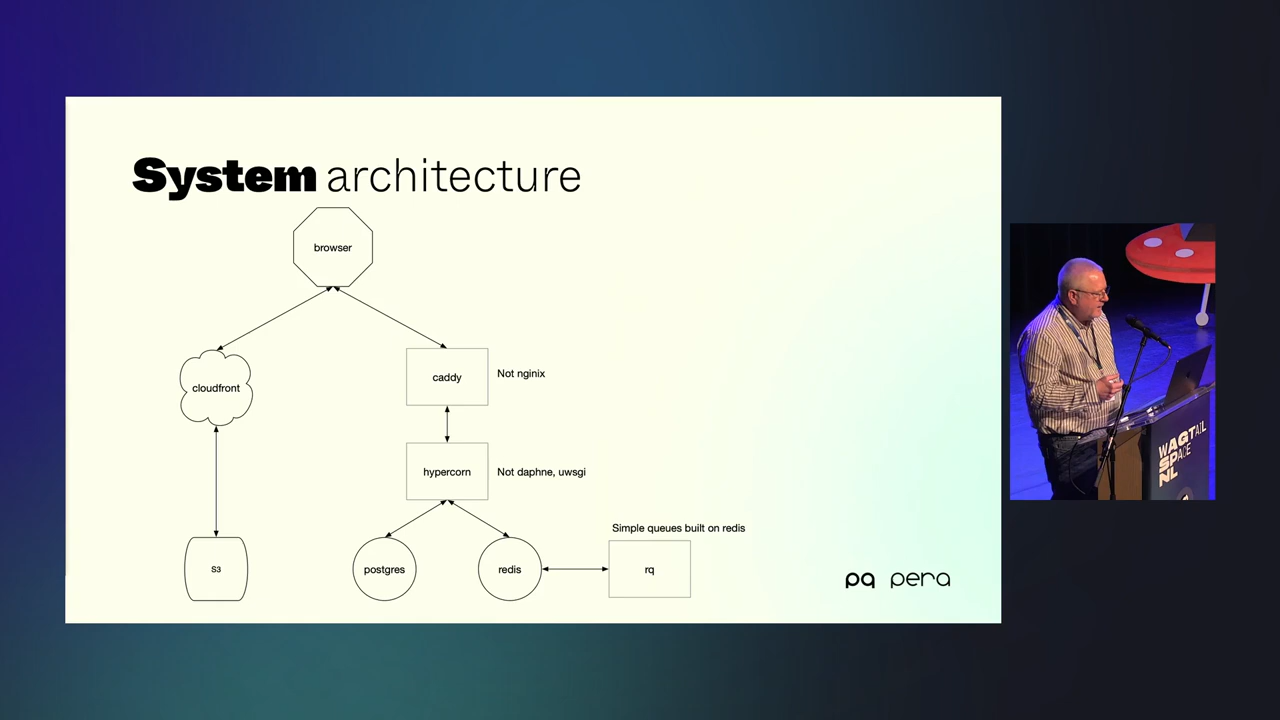 System architecture
browser
cloudfront
caddy
Not nginix
hypercorn
Not daphne, uwsgi
Simple queues built on redis
S3
postgres
redis
rq
pq pera
WAGTAIL
SPACE
NL